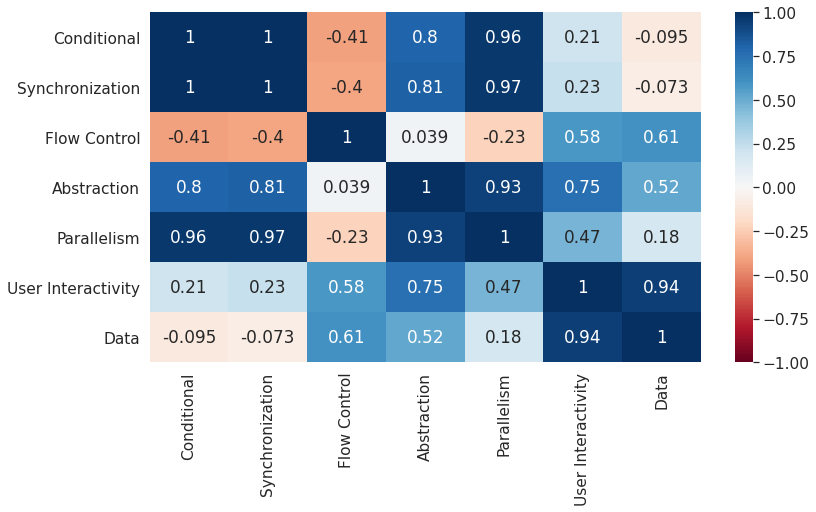 Conditional 1 1 -0.41 0.8 0.96 0.21 -0.095
Synchronization 1 1 -0.4 0.81 0.97 0.23 -0.073
Flow Control -0.41 -0.4 1 0.039 -0.23 0.58 0.61
Abstraction 0.8 0.81 0.039 1 0.93 0.75 0.52
Parallelism 0.96 0.97 -0.23 0.93 1 0.47 0.18
User Interactivity 0.21 0.23 0.58 0.75 0.47 1 0.94
Data -0.095 -0.073 0.61 0.52 0.18 0.94 1
Conditional
Synchronization
Flow Control
Abstraction
Parallelism
User Interactivity
Data
1.00
0.75
0.50
0.25
0.00
−0.25
−0.50
−0.75
−1.00